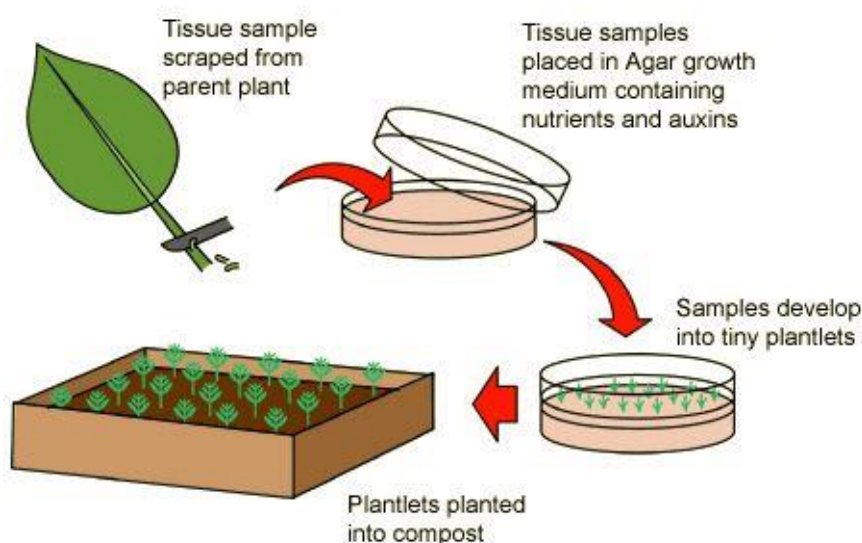 Tissue sample
scraped from
parent plant
Tissue samples
placed in Agar growth
medium containing
nutrients and auxins
Samples develop
into tiny plantlets
Plantlets planted
into compost